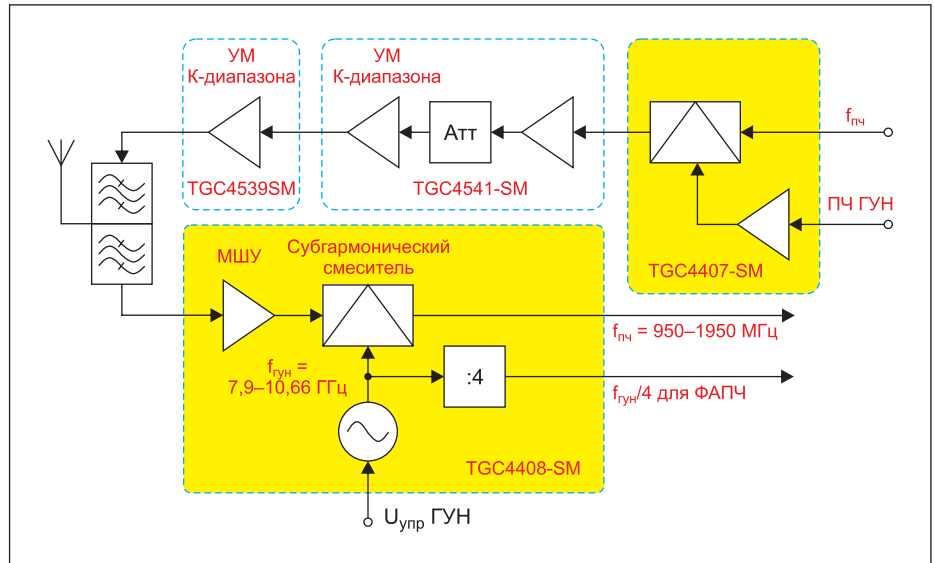 УМ
К-диапазона
УМ
К-диапазона
Атт
fпч
TGC4539SM
TGC4541-SM
ПЧ ГУН
TGC4407-SM
МШУ
Субгармонический
смеситель
fпч = 950–1950 МГц
fгун =
7,9–10,66 ГГц
:4
fгун/4 для ФАПЧ
TGC4408-SM
Uупр ГУН